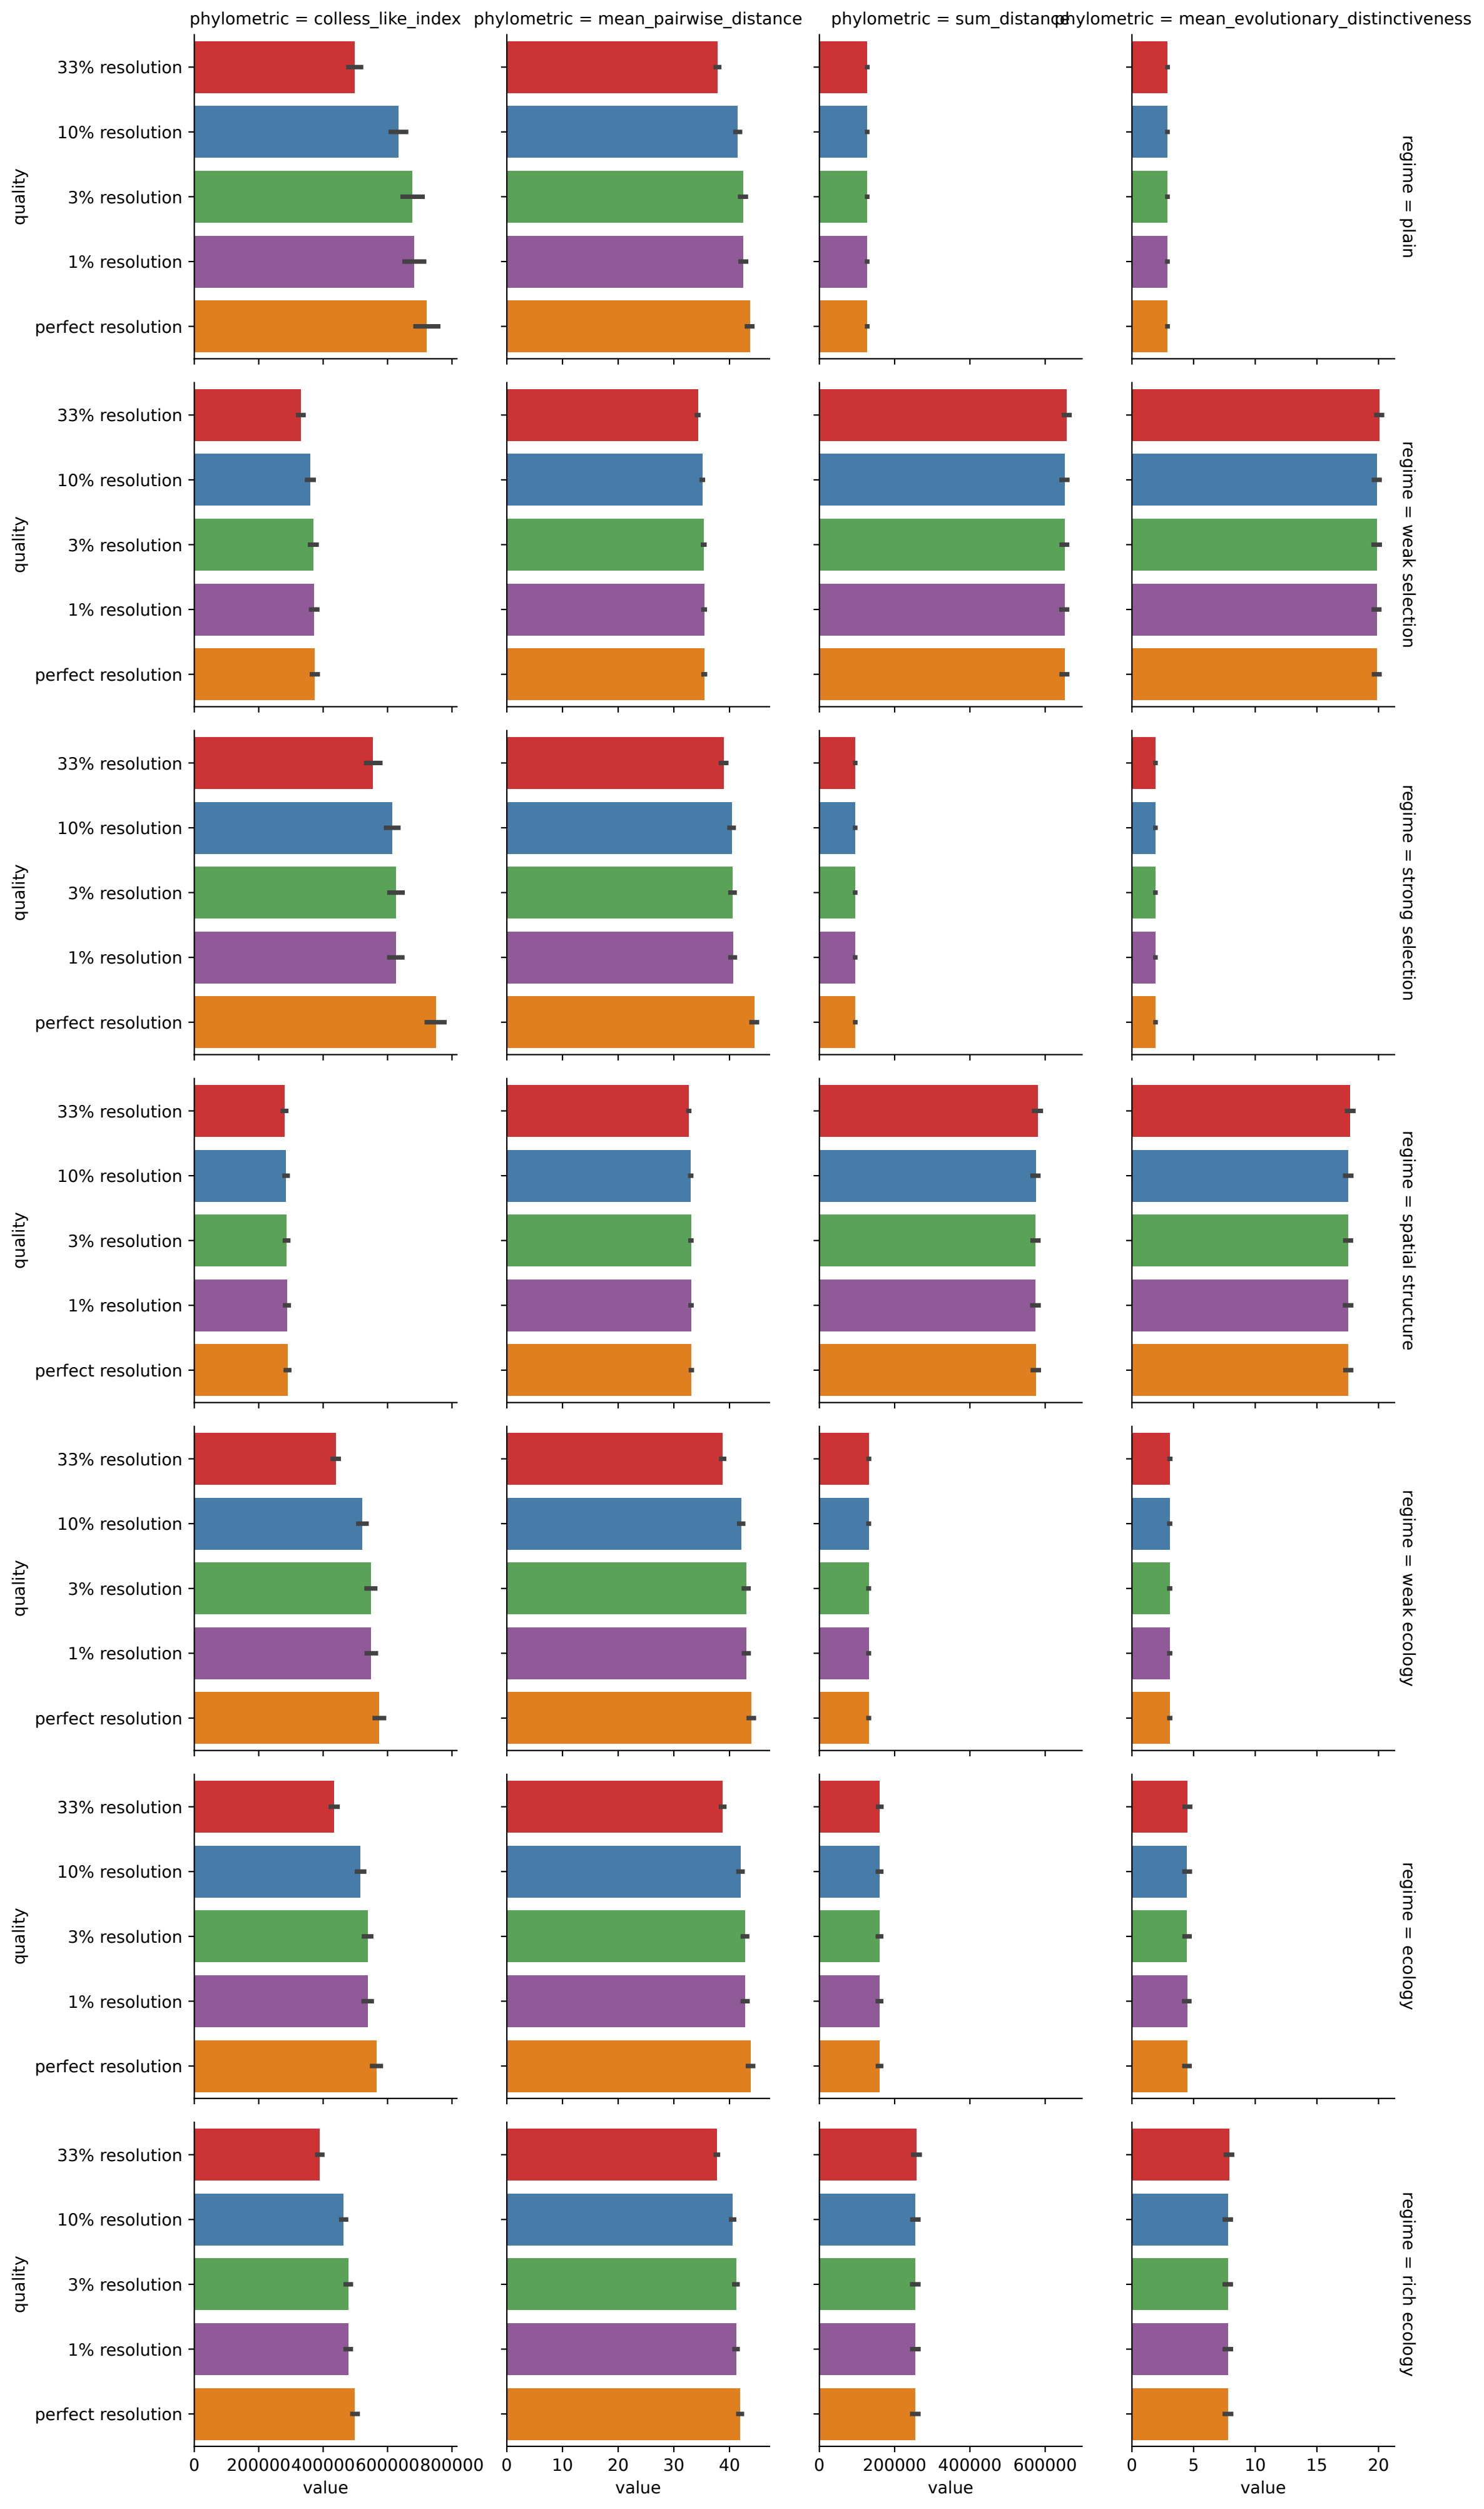 phylometric = colless_like_index
phylometric = mean_pairwise_distance
phylometric = sum_distance
phylometric = mean_evolutionary_distinctiveness
quality
33% resolution
10% resolution
3% resolution
1% resolution
perfect resolution
regime = plain
quality
33% resolution
10% resolution
3% resolution
1% resolution
perfect resolution
regime = weak selection
quality
33% resolution
10% resolution
3% resolution
1% resolution
perfect resolution
regime = strong selection
quality
33% resolution
10% resolution
3% resolution
1% resolution
perfect resolution
regime = spatial structure
quality
33% resolution
10% resolution
3% resolution
1% resolution
perfect resolution
regime = weak ecology
quality
33% resolution
10% resolution
3% resolution
1% resolution
perfect resolution
regime = ecology
quality
33% resolution
10% resolution
3% resolution
1% resolution
perfect resolution
regime = rich ecology
0 200000 400000 600000 800000
value
0 10 20 30 40
value
0 200000 400000 600000
value
0 5 10 15 20
value